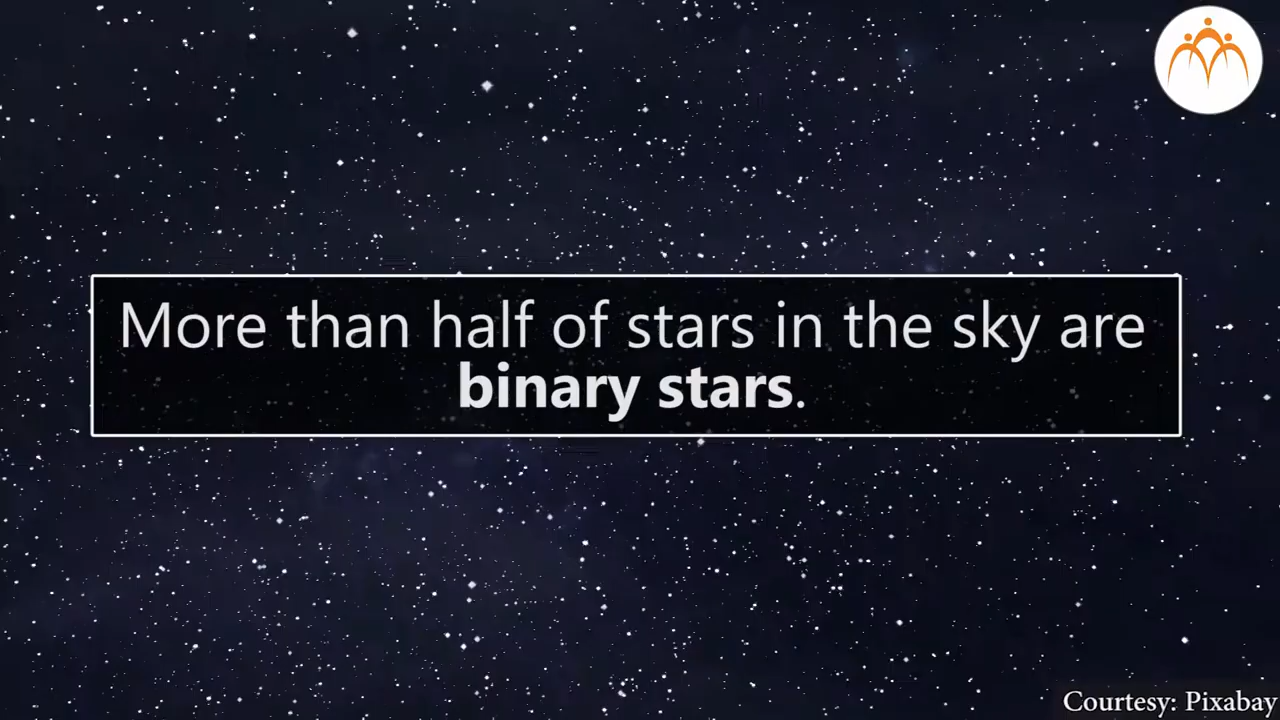 More than half of stars in the sky are
binary stars.
Courtesy: Pixabay